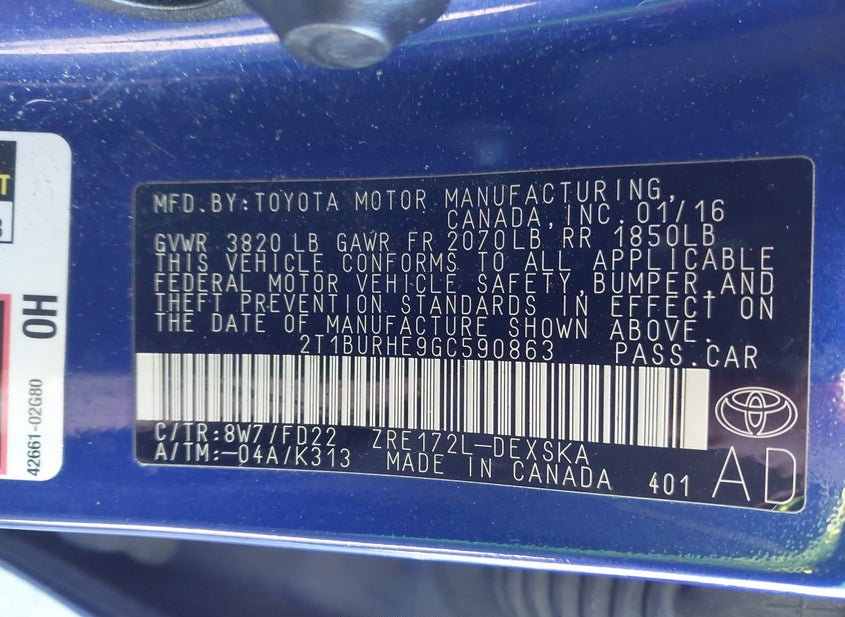 MFD.BY:TOYOTA MOTOR MANUFACTURING,
CANADA,INC.01/16
GVWR 3820LB GAWR FR 2070LB RR 1850LB
THIS VEHICLE CONFORMS TO ALL APPLICABLE
FEDERAL MOTOR VEHICLE SAFETY,BUMPER,AND
THEFT PREVENTION STANDARDS IN EFFECT ON
THE DATE OF MANUFACTURE SHOWN ABOVE.
2T1BURHE9GC590863 PASS.CAR
C/TR:8W7/FD22 ZRE172L-DEXSKA
A/TM:-04A/K313 MADE IN CANADA 401
AD
OH
42661-02G80